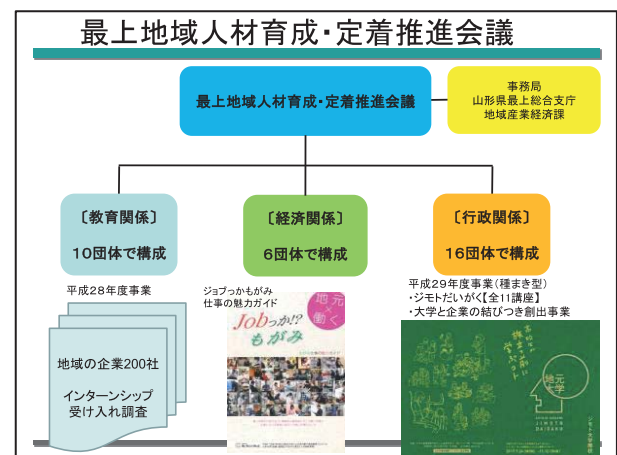 最上地域人材育成・定着推進会議
最上地域人材育成・定着推進会議
事務局
山形県最上総合支庁
地域産業経済課
〔教育関係〕
10団体で構成
〔経済関係〕
6団体で構成
〔行政関係〕
16団体で構成
平成28年度事業
地域の企業200社
インターンシップ
受け入れ調査
ジョブっかもがみ
仕事の魅力ガイド
地元
×
働く
Jobっか!?
もがみ
平成29年度事業(種まき型)
・ジモトだいがく【全11講座】
・大学と企業の結びつき創出事業
地元
大学
JIMOTO
DAIGAKU